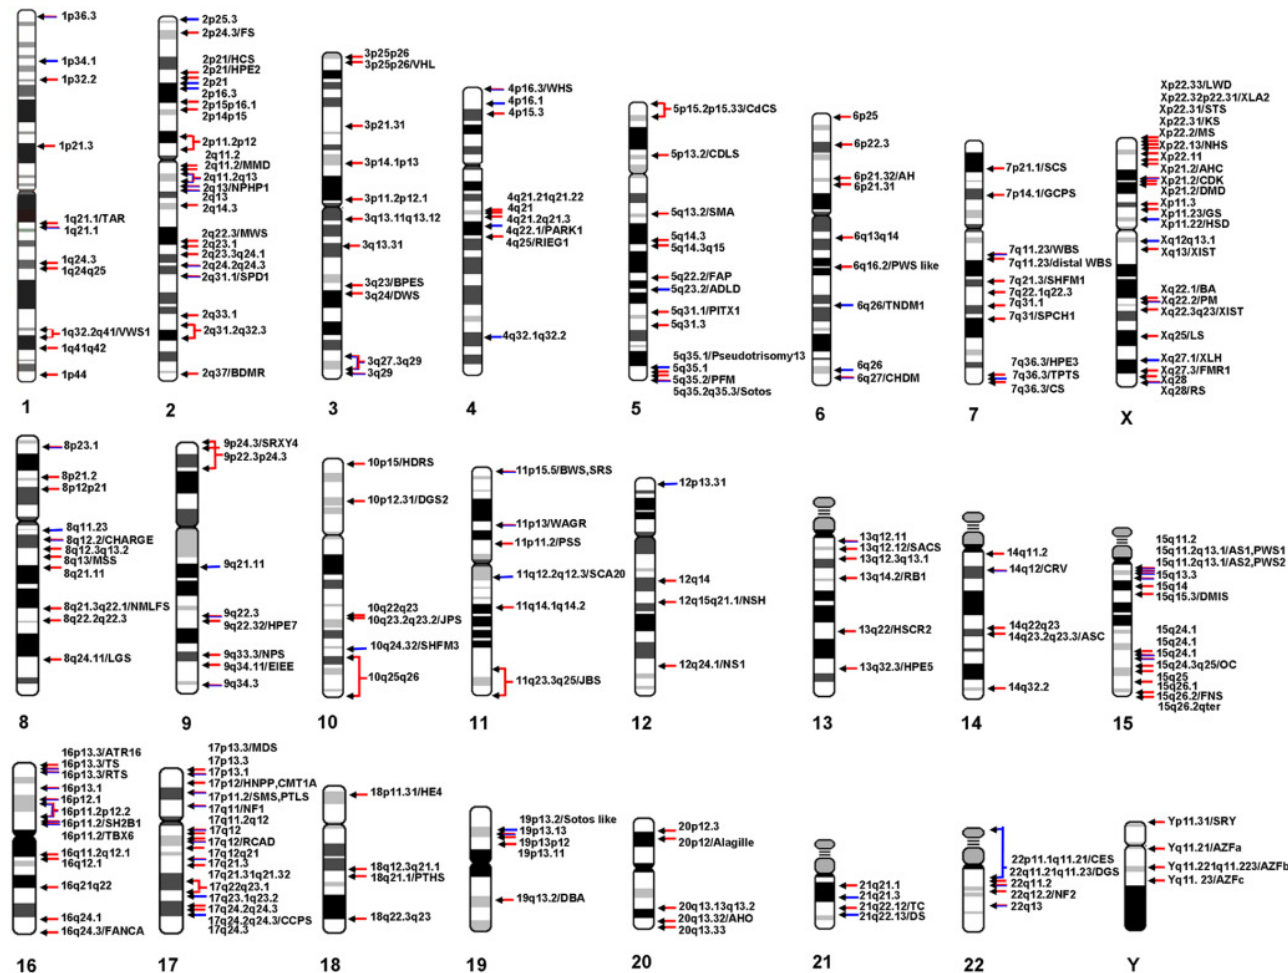 1p36.3
1p34.1
1p32.2
1p21.3
1q21.1/TAR
1q21.1
1q24.3
1q24q25
1q32.2q41/VWS1
1q41q42
1p44
1
2p25.3
2p24.3/FS
2p21/HCS
2p21/HPE2
2p21
2p16.3
2p15p16.1
2p14p15
2p11.2p12
2q11.2
2q11.2/MMD
2q11.2q13
2q13/NPHP1
2q13
2q14.3
2q22.3/MWS
2q23.1
2q23.3q24.1
2q24.2q24.3
2q31.1/SPD1
2q33.1
2q31.2q32.3
2q37/BDMR
2
3p25p26
3p25p26/VHL
3p21.31
3p14.1p13
3p11.2p12.1
3q13.11q13.12
3q13.31
3q23/BPES
3q24/DWS
3q27.3q29
3q29
3
4p16.3/WHS
4p16.1
4p15.3
4q21.21q21.22
4q21
4q21.2q21.3
4q22.1/PARK1
4q25/RIEG1
4q32.1q32.2
4
5p15.2p15.33/CdCS
5p13.2/CDLS
5q13.2/SMA
5q14.3
5q14.3q15
5q22.2/FAP
5q23.2/ADLD
5q31.1/PITX1
5q31.3
5q35.1/Pseudotrisomy13
5q35.1
5q35.2/PFM
5q35.2q35.3/Sotos
5
6p25
6p22.3
6p21.32/AH
6p21.31
6q13q14
6q16.2/PWS like
6q26/TNDM1
6q26
6q27/CHDM
6
7p21.1/SCS
7p14.1/GCPS
7q11.23/WBS
7q11.23/distal WBS
7q21.3/SHFM1
7q22.1q22.3
7q31.1
7q31/SPCH1
7q36.3/HPE3
7q36.3/TPTS
7q36.3/CS
7
Xp22.33/LWD
Xp22.32p22.31/XLA2
Xp22.31/STS
Xp22.31/KS
Xp22.2/MS
Xp22.13/NHS
Xp22.11
Xp21.2/AHC
Xp21.2/CDK
Xp21.2/DMD
Xp11.3
Xp11.23/GS
Xp11.22/HSD
Xq12q13.1
Xq13/XIST
Xq22.1/BA
Xq22.2/PM
Xq22.3q23/XIST
Xq25/LS
Xq27.1/XLH
Xq27.3/FMR1
Xq28
Xq28/RS
X
8p23.1
8p21.2
8p12p21
8q11.23
8q12.2/CHARGE
8q12.3q13.2
8q13/MSS
8q21.11
8q21.3q22.1/NMLFS
8q22.2q22.3
8q24.11/LGS
8
9p24.3/SRXY4
9p22.3p24.3
9q21.11
9q22.3
9q22.32/HPE7
9q33.3/NPS
9q34.11/EIEE
9q34.3
9
10p15/HDRS
10p12.31/DGS2
10q22q23
10q23.2q23.2/JPS
10q24.32/SHFM3
10q25q26
10
11p15.5/BWS,SRS
11p13/WAGR
11p11.2/PSS
11q12.2q12.3/SCA20
11q14.1q14.2
11q23.3q25/JBS
11
12p13.31
12q14
12q15q21.1/NSH
12q24.1/NS1
12
13q12.11
13q12.12/SACS
13q12.3q13.1
13q14.2/RB1
13q22/HSCR2
13q32.3/HPE5
13
14q11.2
14q12/CRV
14q22q23
14q23.2q23.3/ASC
14q32.2
14
15q11.2
15q11.2q13.1/AS1,PWS1
15q11.2q13.1/AS2,PWS2
15q13.3
15q14
15q15.3/DMIS
15q24.1
15q24.1
15q24.1
15q24.3q25/OC
15q25
15q26.1
15q26.2/FNS
15q26.2qter
15
16p13.3/ATR16
16p13.3/TS
16p13.3/RTS
16p13.1
16p12.1
16p11.2p12.2
16p11.2/SH2B1
16p11.2/TBX6
16q11.2q12.1
16q12.1
16q21q22
16q24.1
16q24.3/FANCA
16
17p13.3/MDS
17p13.3
17p13.1
17p12/HNPP,CMT1A
17p11.2/SMS,PTLS
17q11/NF1
17q11.2q12
17q12
17q12/RCAD
17q12q21
17q21.3
17q21.31q21.32
17q22q23.1
17q23.1q23.2
17q24.2q24.3
17q24.2q24.3/CCPS
17q24.3
17
18p11.31/HE4
18q12.3q21.1
18q21.1/PTHS
18q22.3q23
18
19p13.2/Sotos like
19p13.13
19p13p12
19p13.11
19q13.2/DBA
19
20p12.3
20p12/Alagille
20q13.13q13.2
20q13.32/AHO
20q13.33
20
21q21.1
21q21.3
21q22.12/TC
21q22.13/DS
21
22p11.1q11.21/CES
22q11.21q11.23/DGS
22q11.2
22q12.2/NF2
22q13
22
Yp11.31/SRY
Yq11.21/AZFa
Yq11.221q11.223/AZFb
Yq11. 23/AZFc
Y